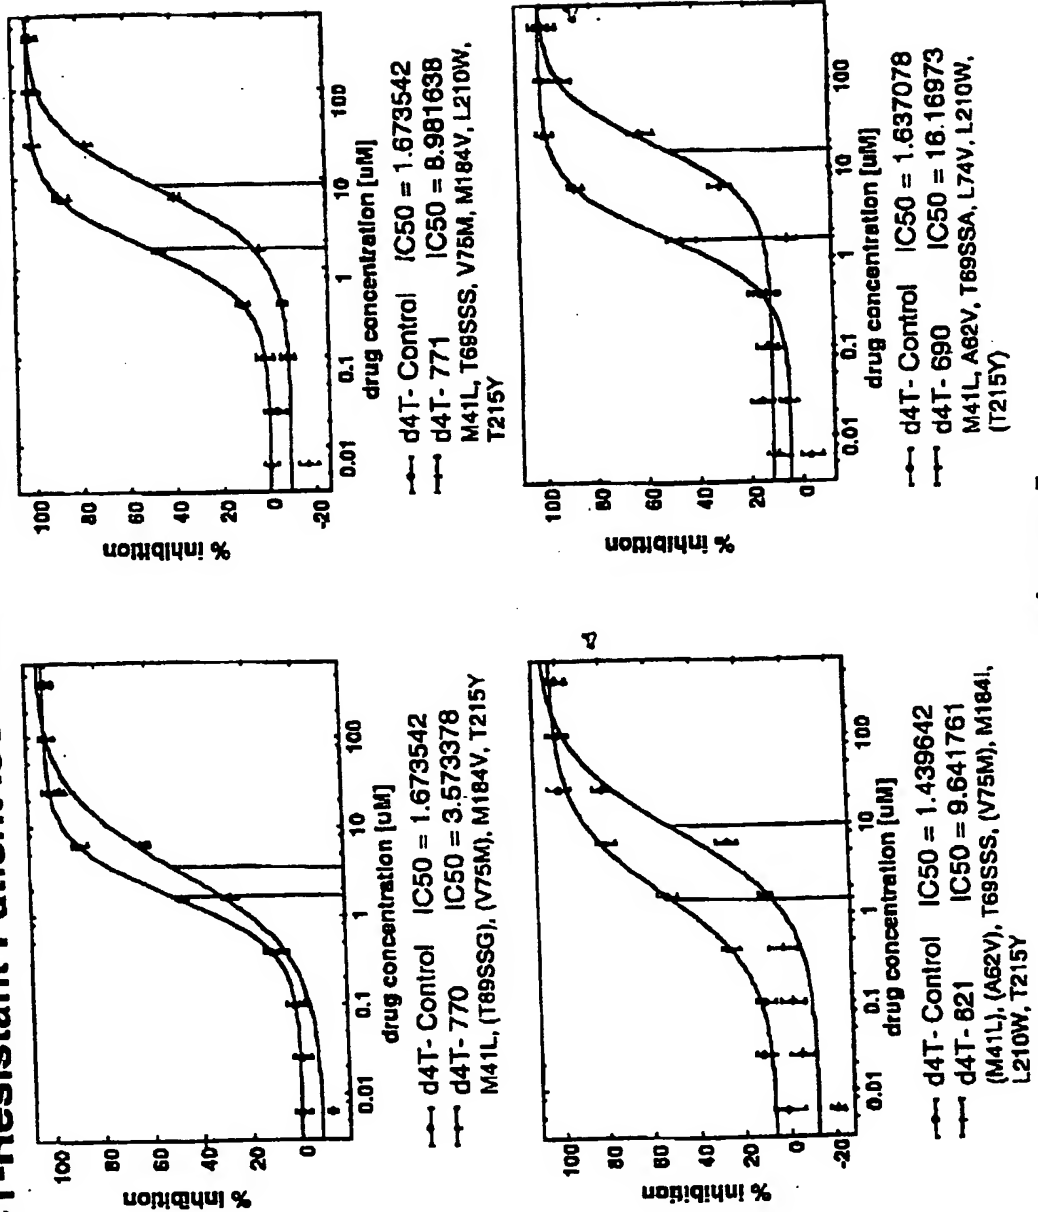 T-Resistant Patient
100
80
60
40
20
0
% inhibition
0.01 0.1 1 10 100
drug concentration [uM]
d4T- Control IC50 = 1.673542
d4T- 770 IC50 = 3.573378
M41L, (T69SSG), (V75M), M184V, T215Y
100
80
60
40
20
0
-20
% inhibition
0.01 0.1 1 10 100
drug concentration [uM]
d4T- Control IC50 = 1.673542
d4T- 771 IC50 = 8.981638
M41L, T69SSS, V75M, M184V, L210W,
T215Y
100
80
60
40
20
0
-20
% inhibition
0.01 0.1 1 10 100
drug concentration [uM]
d4T- Control IC50 = 1.439642
d4T- 821 IC50 = 9.641761
(M41L), (A62V), T69SSS, (V75M), M184I,
L210W, T215Y
100
80
60
40
20
0
% inhibition
0.01 0.1 1 10 100
drug concentration [uM]
d4T- Control IC50 = 1.637078
d4T- 690 IC50 = 16.16973
M41L, A62V, T69SSA, L74V, L210W,
(T215Y)